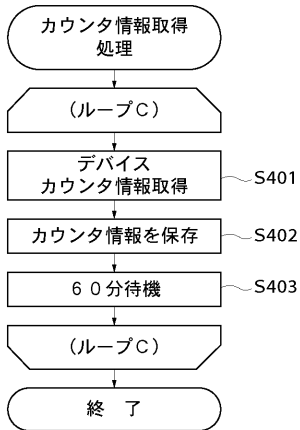 カウンタ情報取得
処理
(ループC)
デバイス
カウンタ情報取得
S401
カウンタ情報を保存
S402
６０分待機
S403
(ループC)
終　了